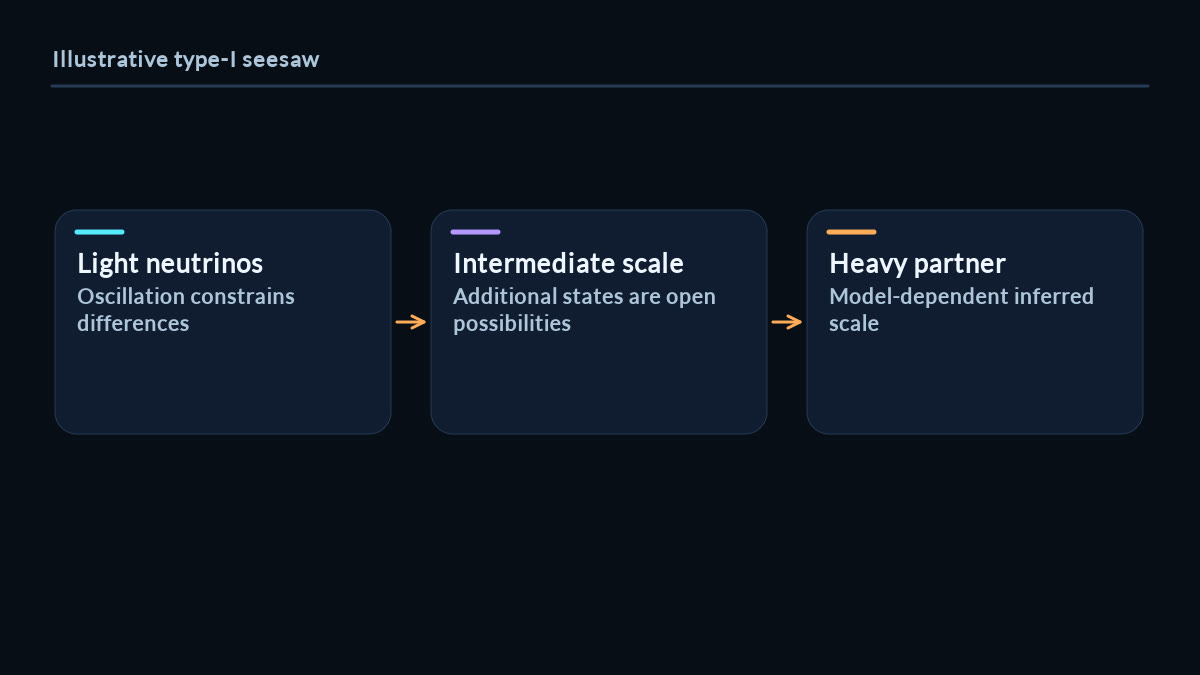 Illustrative type-I seesaw
Light neutrinos
Oscillation constrains
differences
Intermediate scale
Additional states are open
possibilities
Heavy partner
Model-dependent inferred
scale